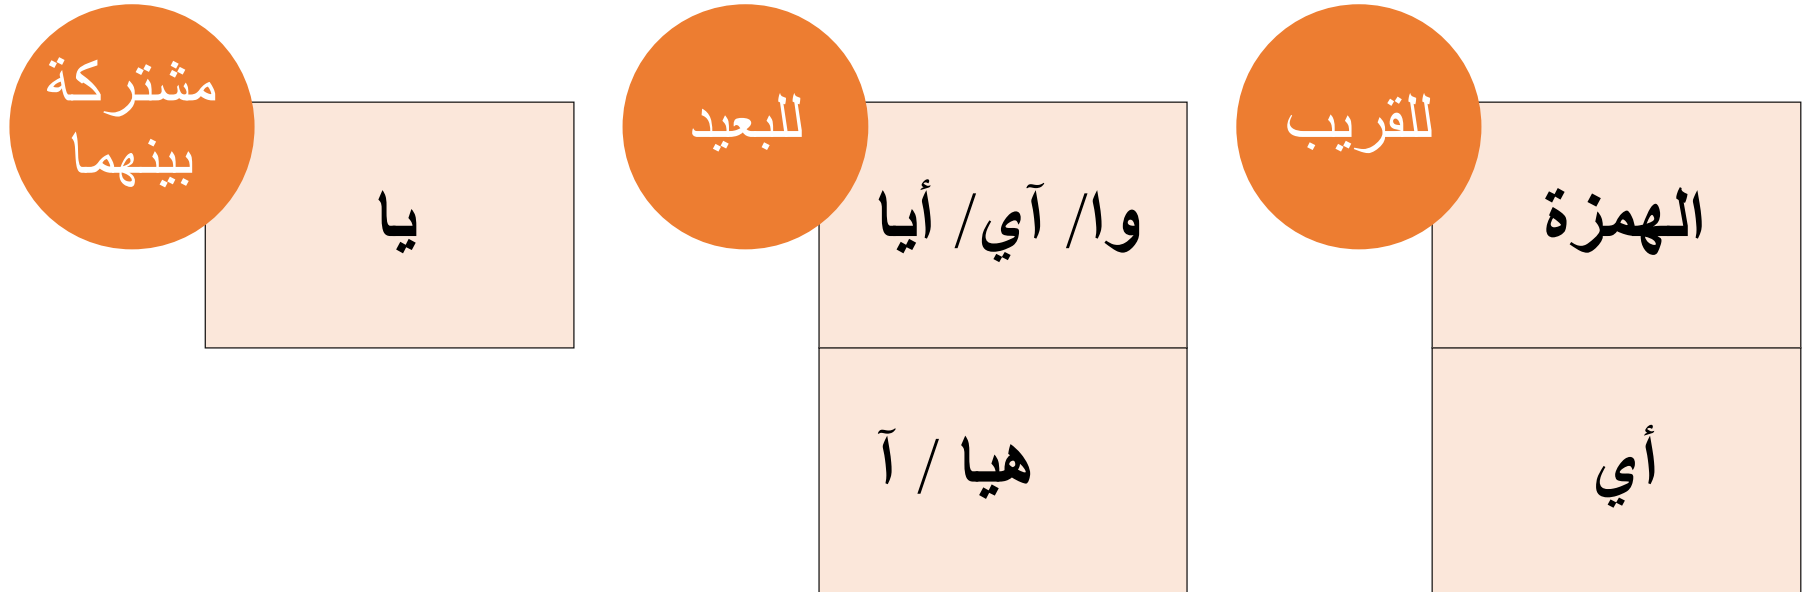 للقريب
الهمزة
أي
للبعيد
وا/ آي/ أيا
هيا / آ
مشتركة
بينهما
يا